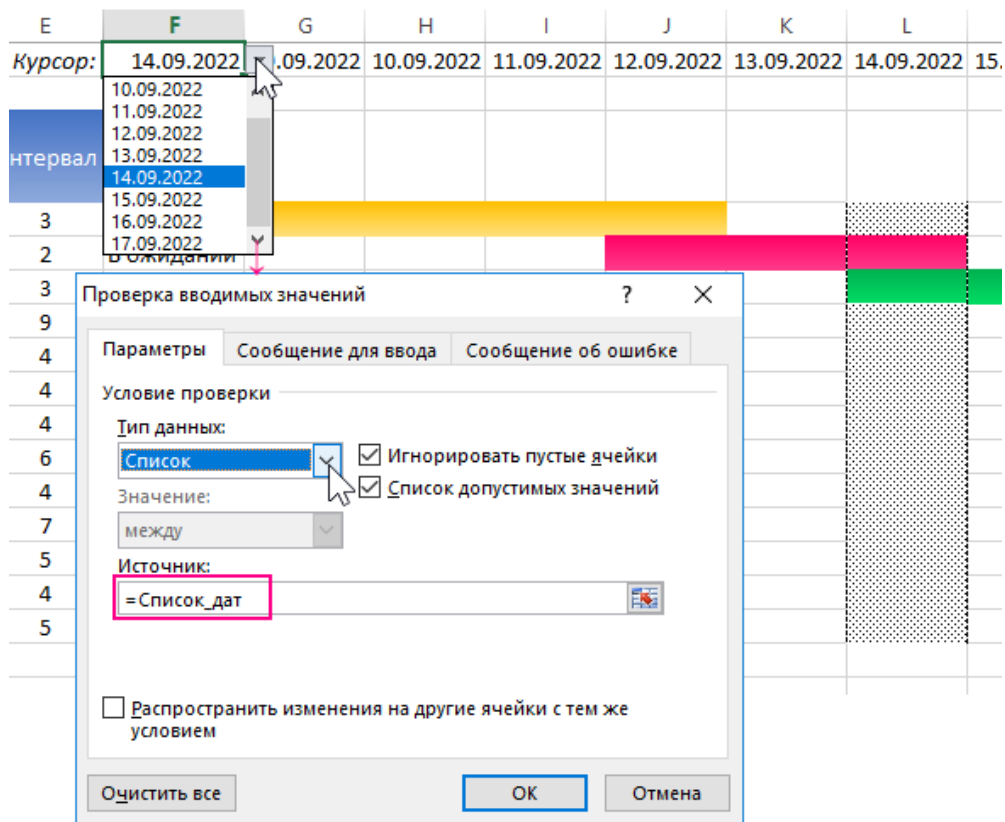 E F G H I J K L
Курсор: 14.09.2022 .09.2022 10.09.2022 11.09.2022 12.09.2022 13.09.2022 14.09.2022 15.
10.09.2022
11.09.2022
12.09.2022
нтервал 13.09.2022
14.09.2022
15.09.2022
3 16.09.2022
2 17.09.2022
В ожидании
3
9
4
4
4
6
4
7
5
4
5
Проверка вводимых значений ?
Параметры Сообщение для ввода Сообщение об ошибке
Условие проверки
Тип данных:
Список Игнорировать пустые ячейки
Значение: Список допустимых значений
между
Источник:
=Список_дат
Распространить изменения на другие ячейки с тем же
условием
Очистить все ОК Отмена